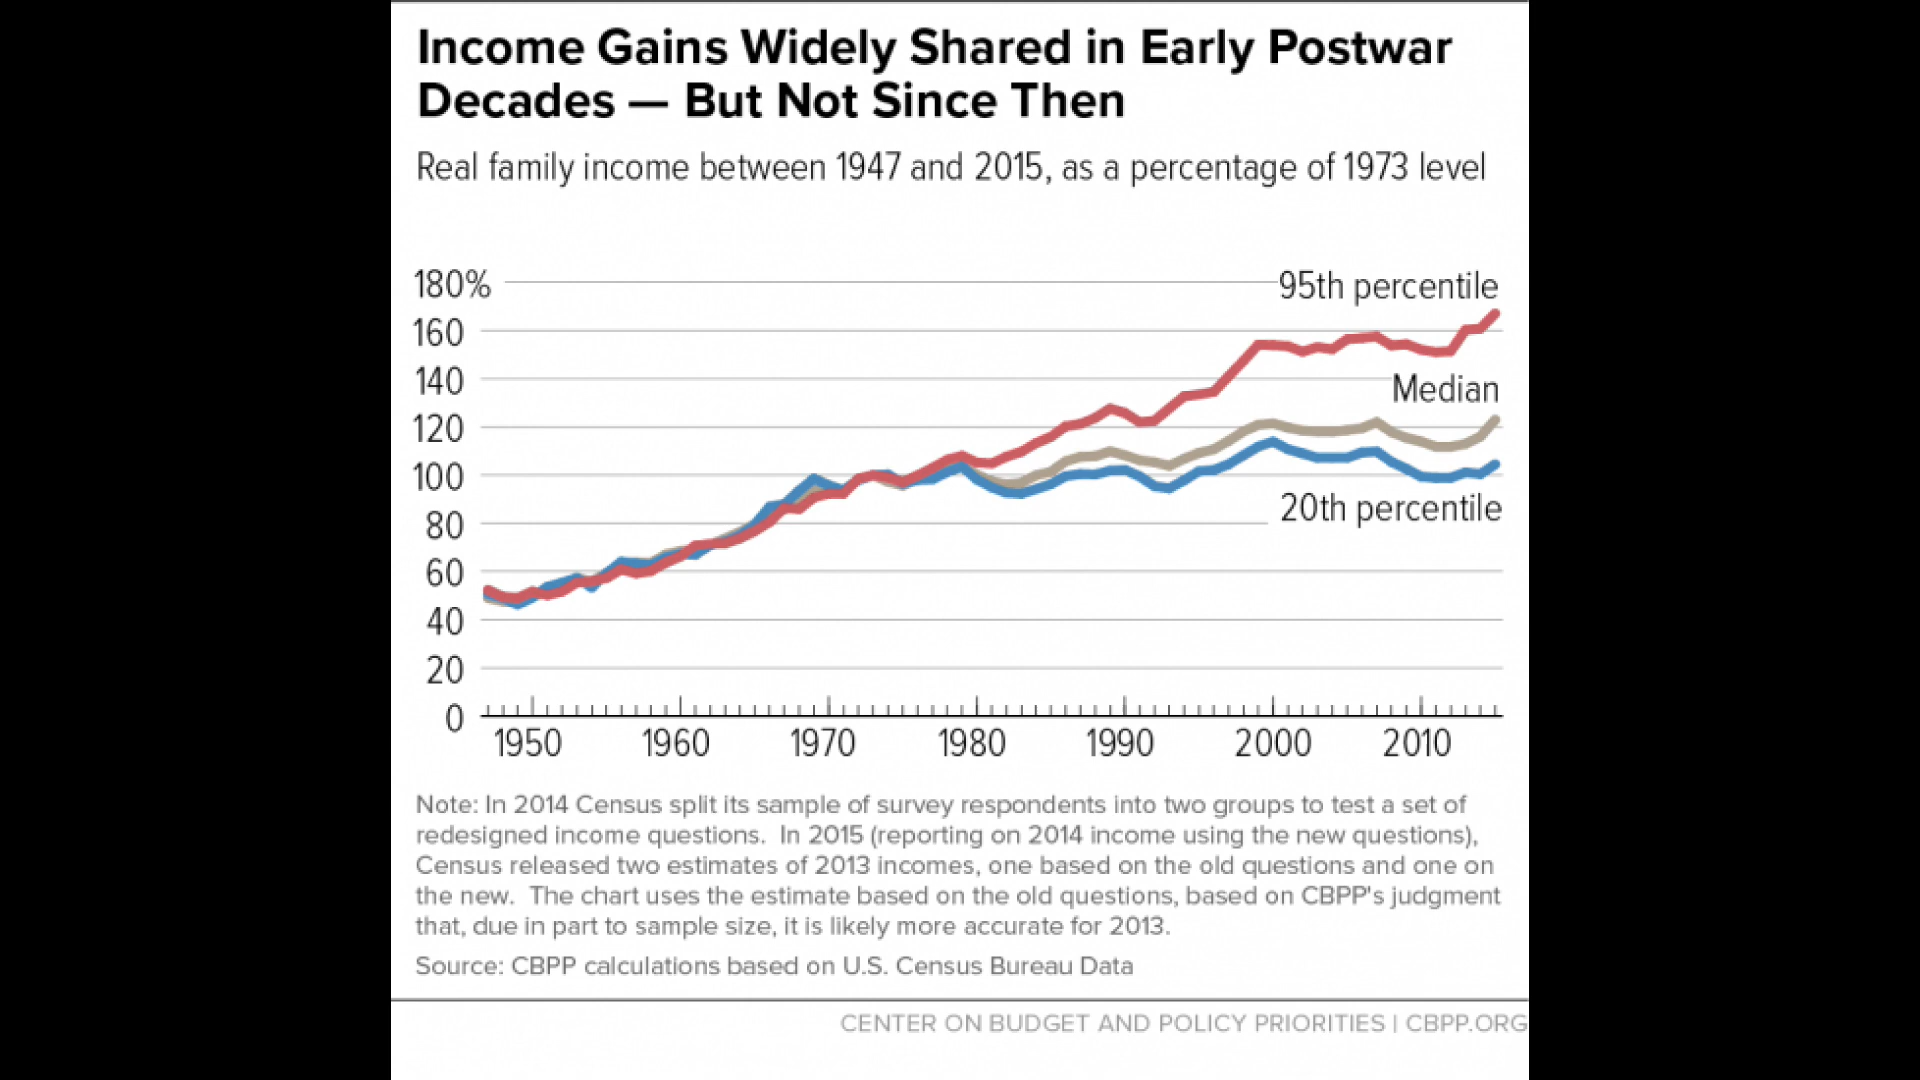 Income Gains Widely Shared in Early Postwar
Decades — But Not Since Then
Real family income between 1947 and 2015, as a percentage of 1973 level
180%
95th percentile
160
140
Median
120
100
20th percentile
80
60
40
20
0
1950 1960 1970 1980 1990 2000 2010
Note: In 2014 Census split its sample of survey respondents into two groups to test a set of
redesigned income questions. In 2015 (reporting on 2014 income using the new questions),
Census released two estimates of 2013 incomes, one based on the old questions and one on
the new. The chart uses the estimate based on the old questions, based on CBPP's judgment
that, due in part to sample size, it is likely more accurate for 2013.
Source: CBPP calculations based on U.S. Census Bureau Data
CENTER ON BUDGET AND POLICY PRIORITIES | CBPP.ORG